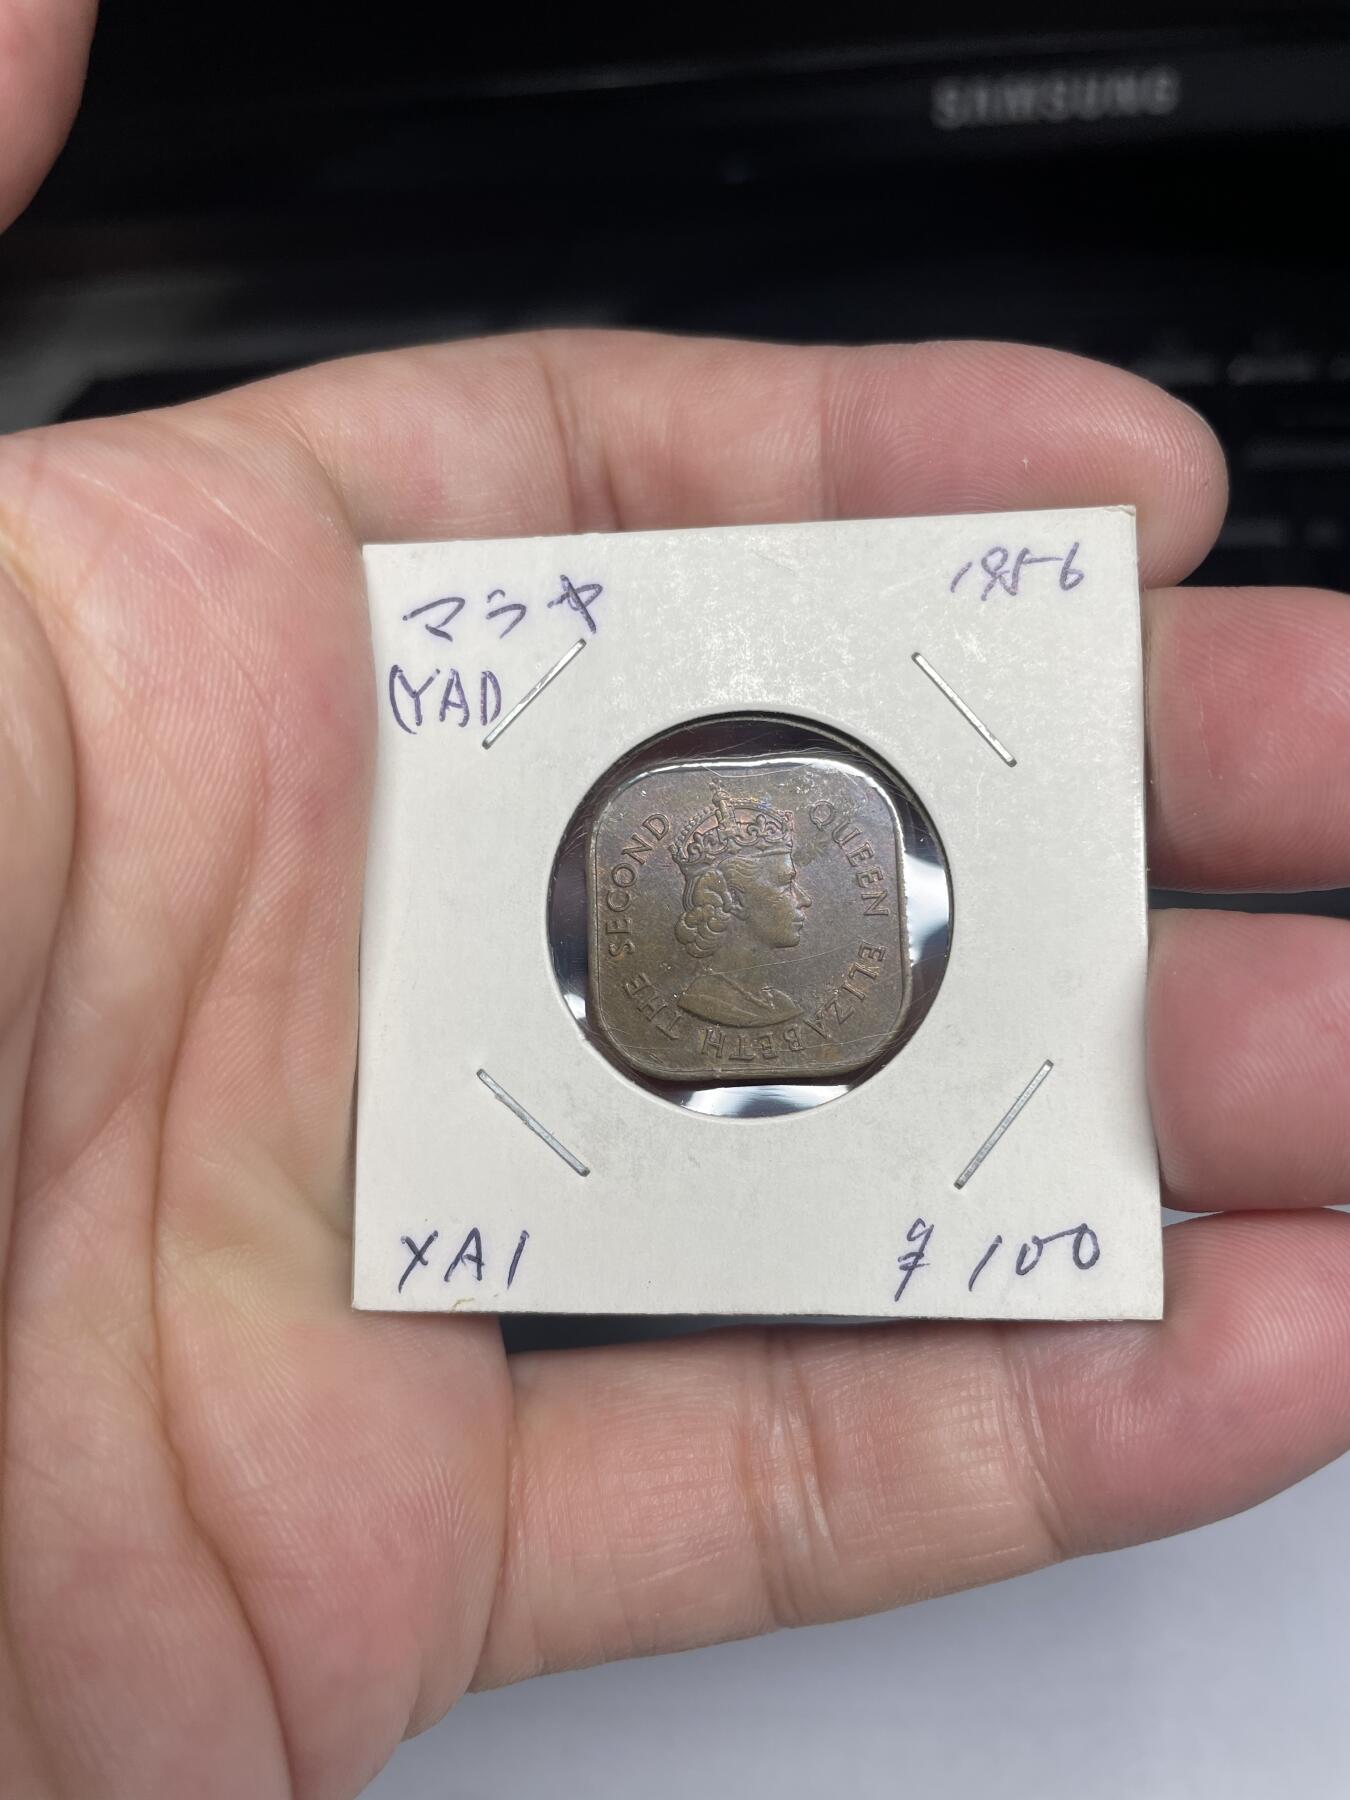 SAMSUNG
マラヤ
1956
(YAD
QUEEN ELIZABETH THE SECOND
XA1
¥100